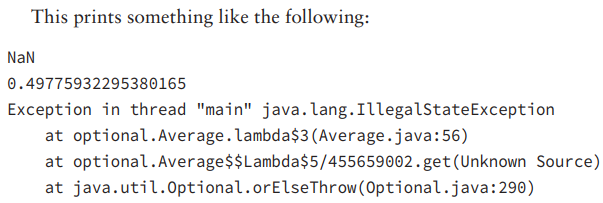 This prints something like the following:
NaN
0.49775932295380165
Exception in thread "main" java.lang.IllegalStateException
at optional.Average.lambda$3(Average.java:56)
at optional.Average$$Lambda$5/455659002.get(Unknown Source)
at java.util.Optional.orElseThrow(Optional.java:290)